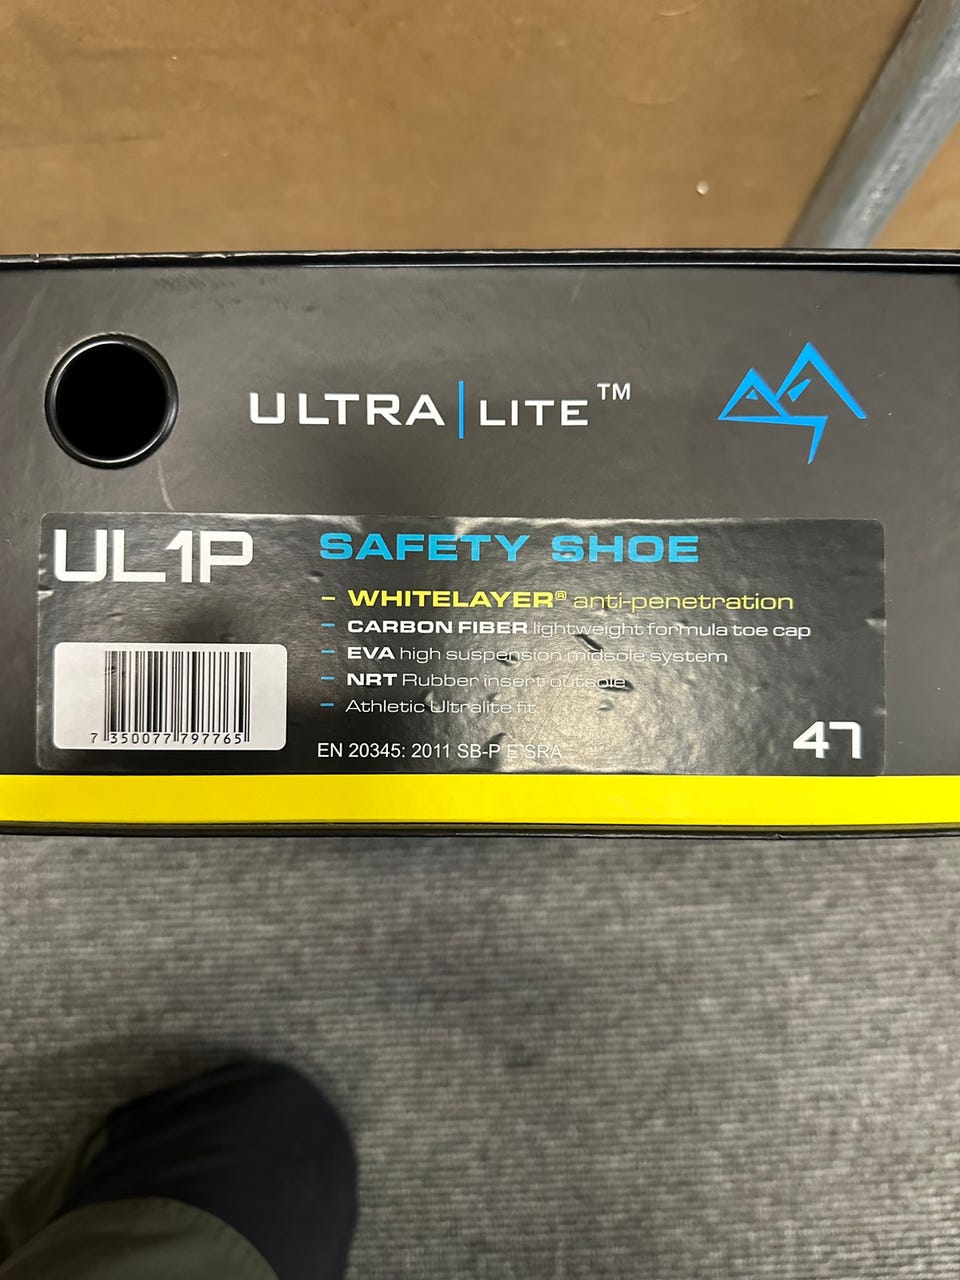 ULTRA|LITE™
UL1P
SAFETY SHOE
– WHITELAYER® anti-penetration
– CARBON FIBER lightweight formula toe cap
– EVA high suspension midsole system
– NRT Rubber insert outsole
– Athletic Ultralite fit
7 350077 797765
EN 20345: 2011 SB-P E SRA
47